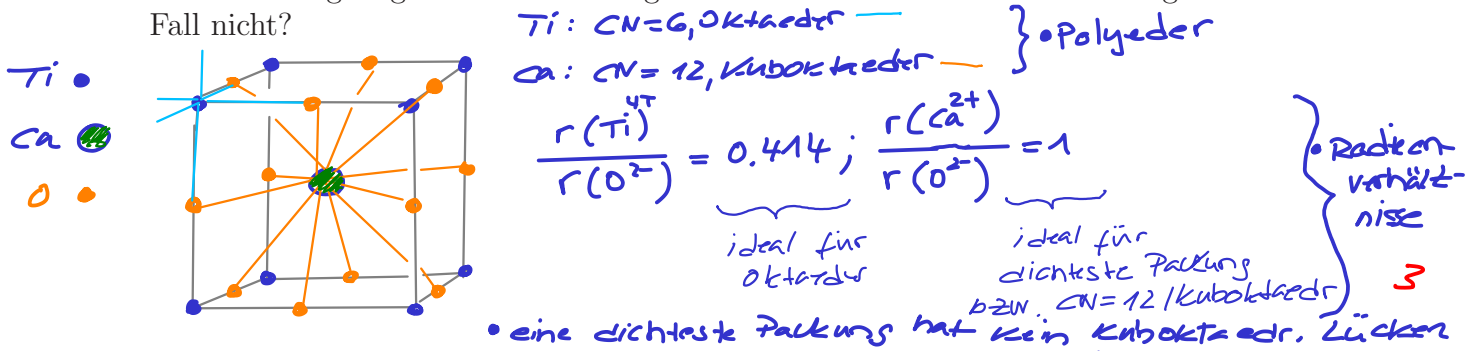 Fall nicht?
Ti: CN=6, Oktaeder
Ca: CN=12, Kuboktaeder
} • Polyeder
Ti
Ca
O
r(Ti)4+ / r(O2-) = 0.414 ; r(Ca2+) / r(O2-) = 1
ideal für
Oktaeder
ideal für
dichteste Packung
bzw. CN=12/Kuboktaedr
• Radien-
verhält-
nisse
3
• eine dichteste Packung hat kein Kuboktaedr. Lücken